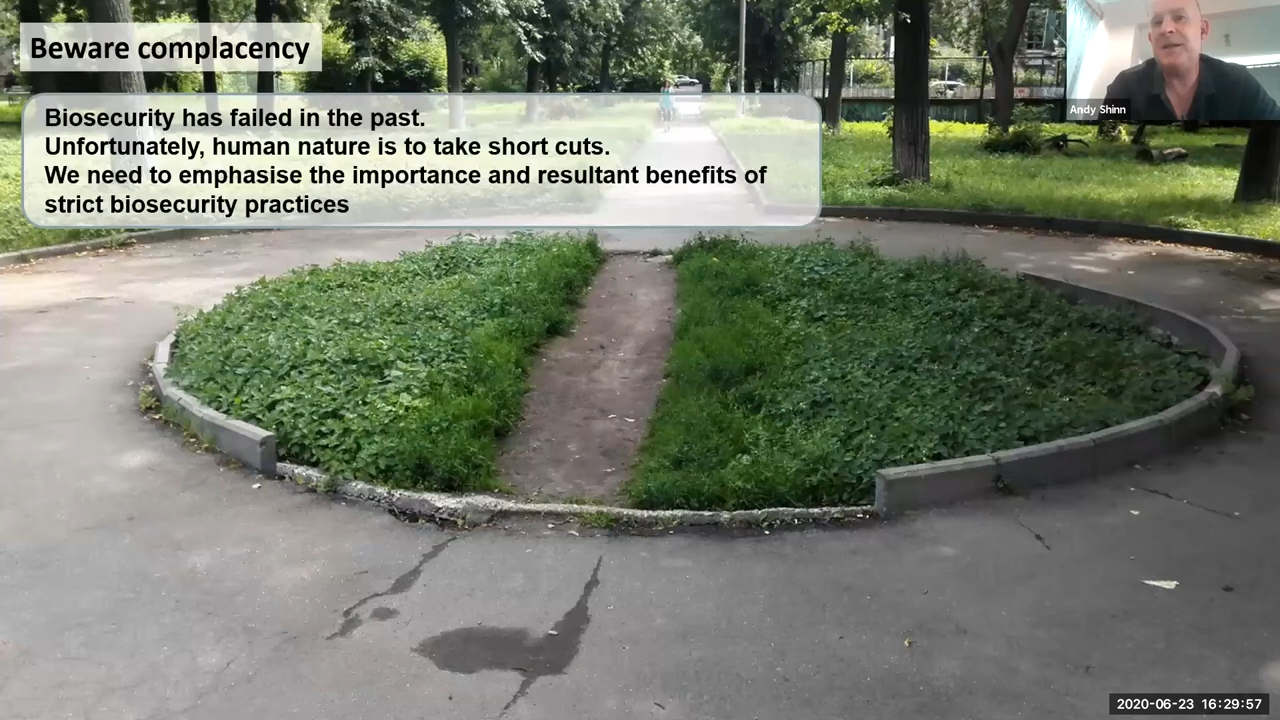 Beware complacency
Biosecurity has failed in the past.
Unfortunately, human nature is to take short cuts.
We need to emphasise the importance and resultant benefits of
strict biosecurity practices
Andy Shinn
2020-06-23 16:29:57